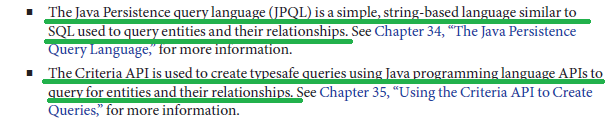 ▪ The Java Persistence query language (JPQL) is a simple, string-based language similar to
SQL used to query entities and their relationships. See Chapter 34, “The Java Persistence
Query Language,” for more information.
▪ The Criteria API is used to create typesafe queries using Java programming language APIs to
query for entities and their relationships. See Chapter 35, “Using the Criteria API to Create
Queries,” for more information.